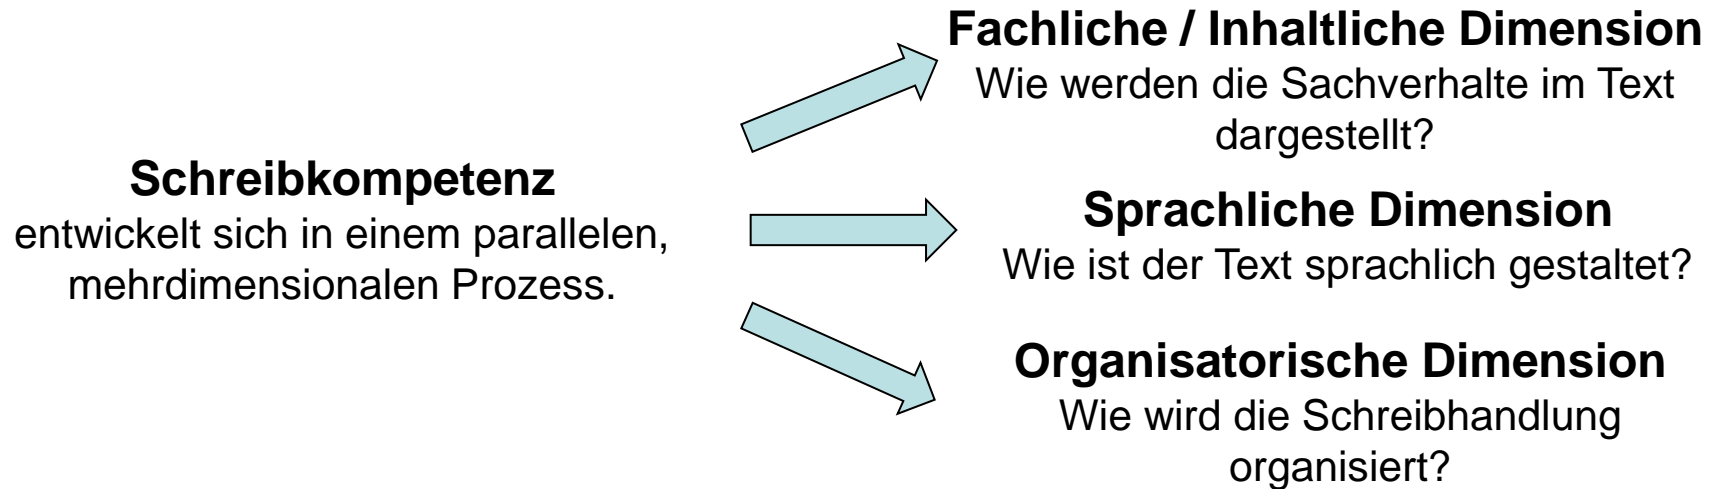 Schreibkompetenz
entwickelt sich in einem parallelen,
mehrdimensionalen Prozess.
Fachliche / Inhaltliche Dimension
Wie werden die Sachverhalte im Text
dargestellt?
Sprachliche Dimension
Wie ist der Text sprachlich gestaltet?
Organisatorische Dimension
Wie wird die Schreibhandlung
organisiert?